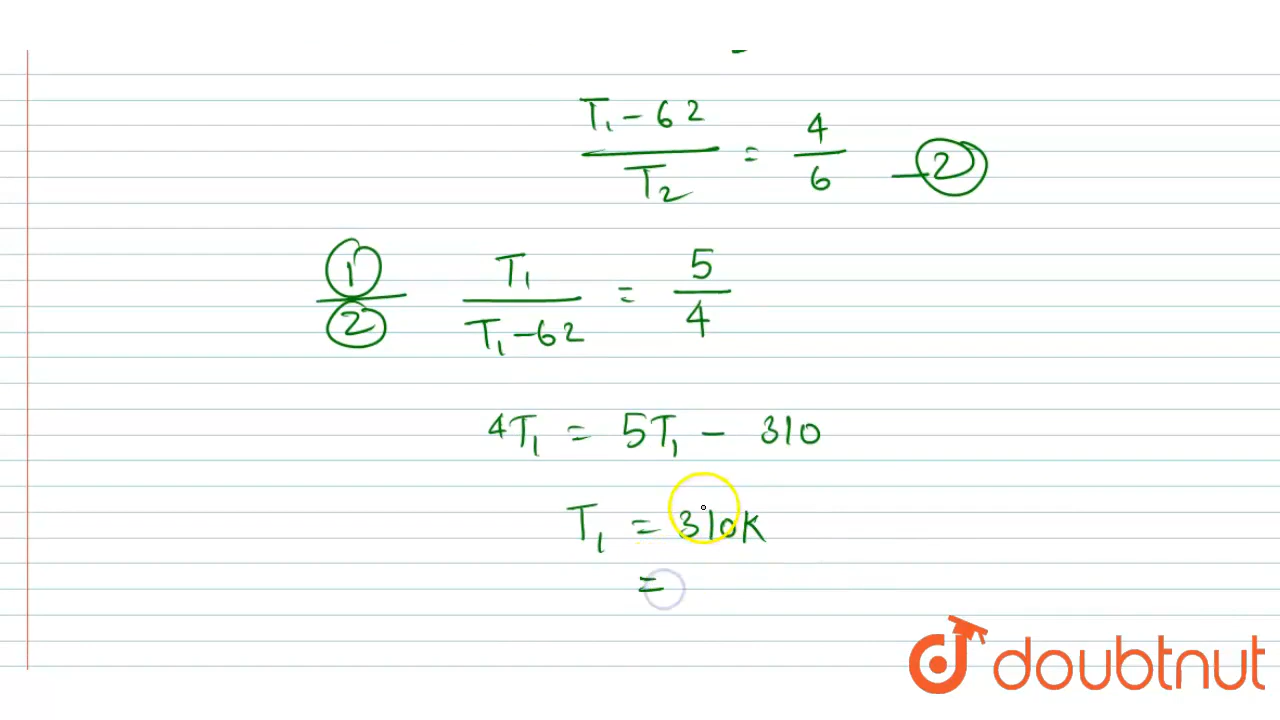 T₁ - 62 / T₂ = 4 / 6 — 2
1 / 2 T₁ / T₁ - 62 = 5 / 4
4T₁ = 5T₁ - 310
T₁ = 310K
=
doubtnut